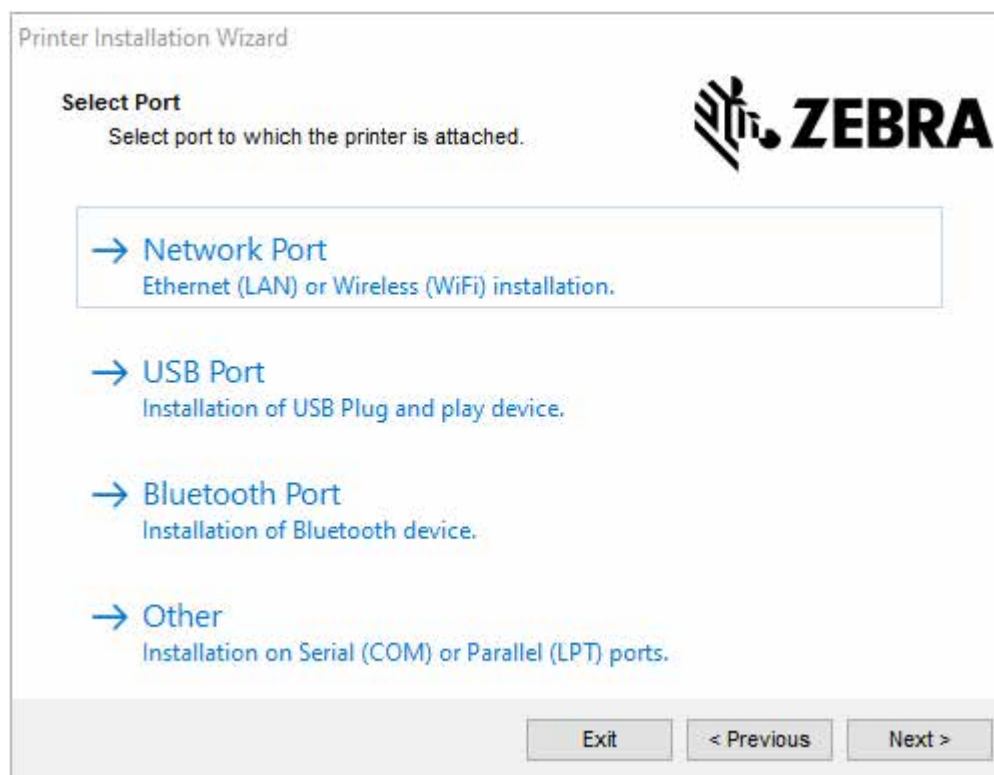 Printer Installation Wizard
Select Port
Select port to which the printer is attached.
ZEBRA
Network Port
Ethernet (LAN) or Wireless (WiFi) installation.
USB Port
Installation of USB Plug and play device.
Bluetooth Port
Installation of Bluetooth device.
Other
Installation on Serial (COM) or Parallel (LPT) ports.
Exit
< Previous
Next >